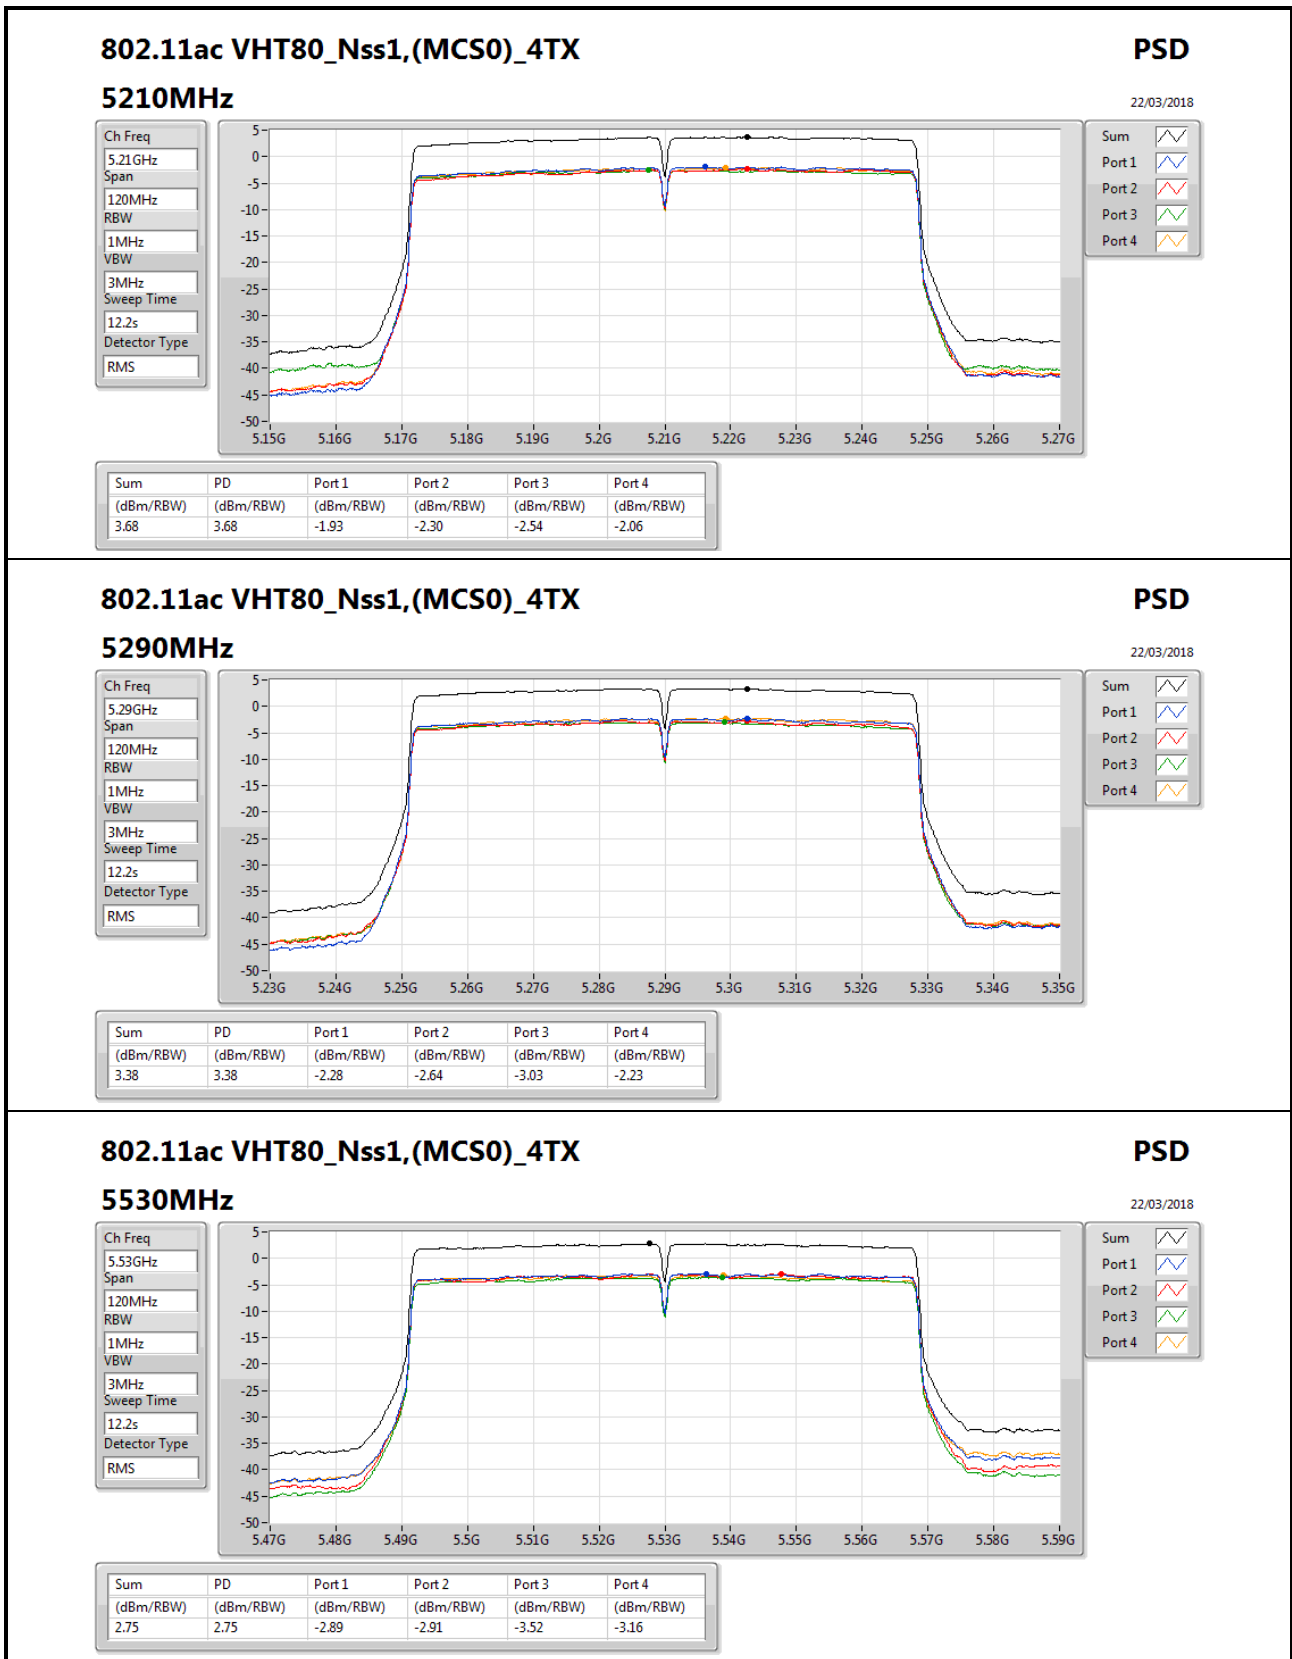 802.11ac VHT80_Nss1,(MCS0)_4TX PSD
5210MHz 22/03/2018
Ch Freq
5.21GHz
Span
120MHz
RBW
1MHz
VBW
3MHz
Sweep Time
12.2s
Detector Type
RMS
5
0
-5
-10
-15
-20
-25
-30
-35
-40
-45
-50
5.15G 5.16G 5.17G 5.18G 5.19G 5.2G 5.21G 5.22G 5.23G 5.24G 5.25G 5.26G 5.27G
Sum
Port 1
Port 2
Port 3
Port 4
Sum PD Port 1 Port 2 Port 3 Port 4
(dBm/RBW) (dBm/RBW) (dBm/RBW) (dBm/RBW) (dBm/RBW) (dBm/RBW)
3.68 3.68 -1.93 -2.30 -2.54 -2.06
802.11ac VHT80_Nss1,(MCS0)_4TX PSD
5290MHz 22/03/2018
Ch Freq
5.29GHz
Span
120MHz
RBW
1MHz
VBW
3MHz
Sweep Time
12.2s
Detector Type
RMS
5
0
-5
-10
-15
-20
-25
-30
-35
-40
-45
-50
5.23G 5.24G 5.25G 5.26G 5.27G 5.28G 5.29G 5.3G 5.31G 5.32G 5.33G 5.34G 5.35G
Sum
Port 1
Port 2
Port 3
Port 4
Sum PD Port 1 Port 2 Port 3 Port 4
(dBm/RBW) (dBm/RBW) (dBm/RBW) (dBm/RBW) (dBm/RBW) (dBm/RBW)
3.38 3.38 -2.28 -2.64 -3.03 -2.23
802.11ac VHT80_Nss1,(MCS0)_4TX PSD
5530MHz 22/03/2018
Ch Freq
5.53GHz
Span
120MHz
RBW
1MHz
VBW
3MHz
Sweep Time
12.2s
Detector Type
RMS
5
0
-5
-10
-15
-20
-25
-30
-35
-40
-45
-50
5.47G 5.48G 5.49G 5.5G 5.51G 5.52G 5.53G 5.54G 5.55G 5.56G 5.57G 5.58G 5.59G
Sum
Port 1
Port 2
Port 3
Port 4
Sum PD Port 1 Port 2 Port 3 Port 4
(dBm/RBW) (dBm/RBW) (dBm/RBW) (dBm/RBW) (dBm/RBW) (dBm/RBW)
2.75 2.75 -2.89 -2.91 -3.52 -3.16